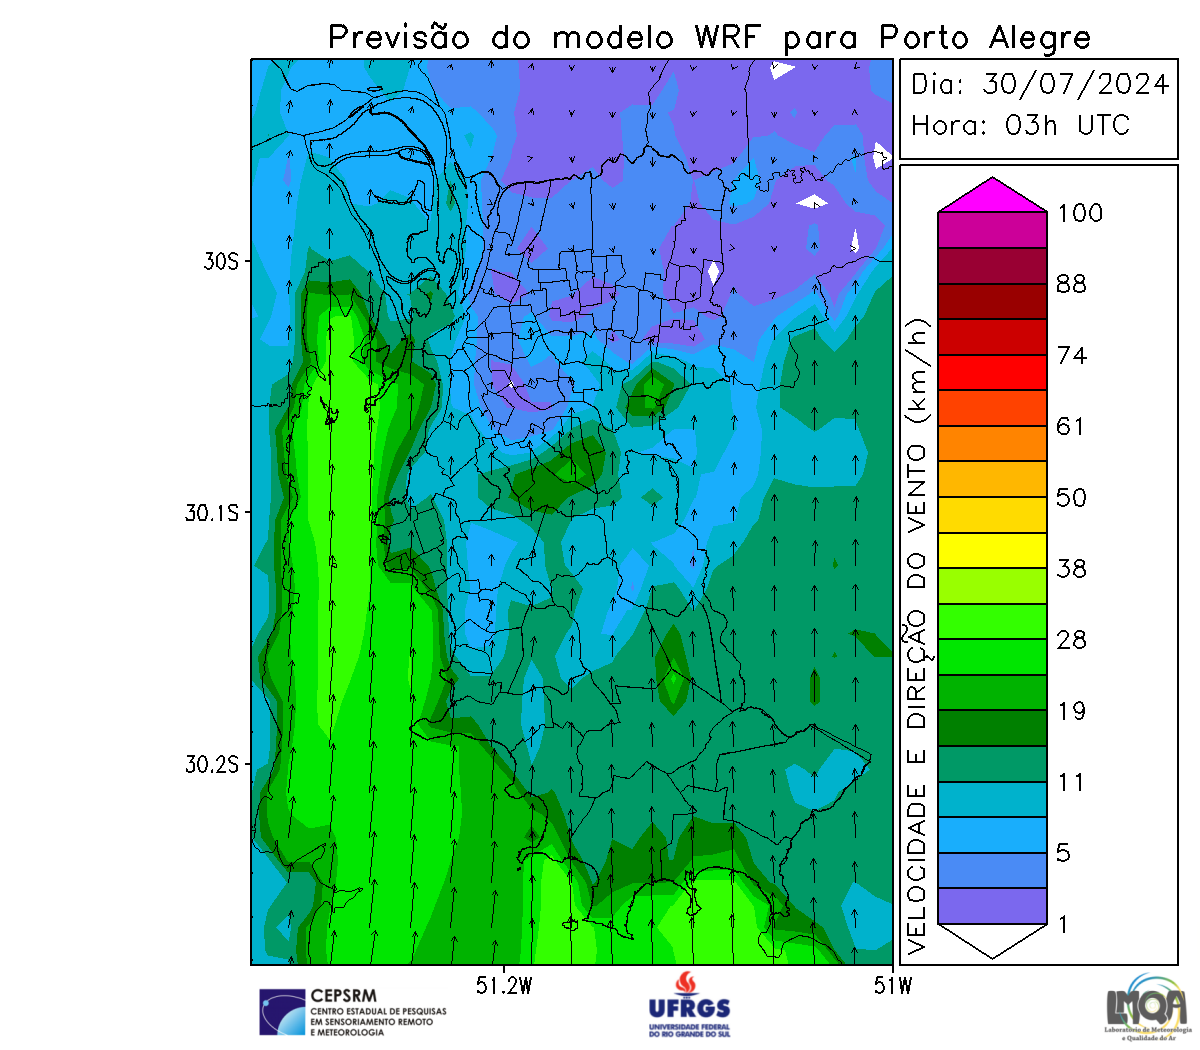 Previsão do modelo WRF para Porto Alegre
Dia: 30/07/2024
Hora: 03h UTC
30S
30.1S
30.2S
51.2W
51W
VELOCIDADE E DIREÇÃO DO VENTO (km/h)
100
88
74
61
50
38
28
19
11
5
1
CEPSRM
CENTRO ESTADUAL DE PESQUISAS
EM SENSORIAMENTO REMOTO
E METEOROLOGIA
UFRGS
UNIVERSIDADE FEDERAL
DO RIO GRANDE DO SUL
LMQA
Laboratório de Meteorologia
e Qualidade do Ar